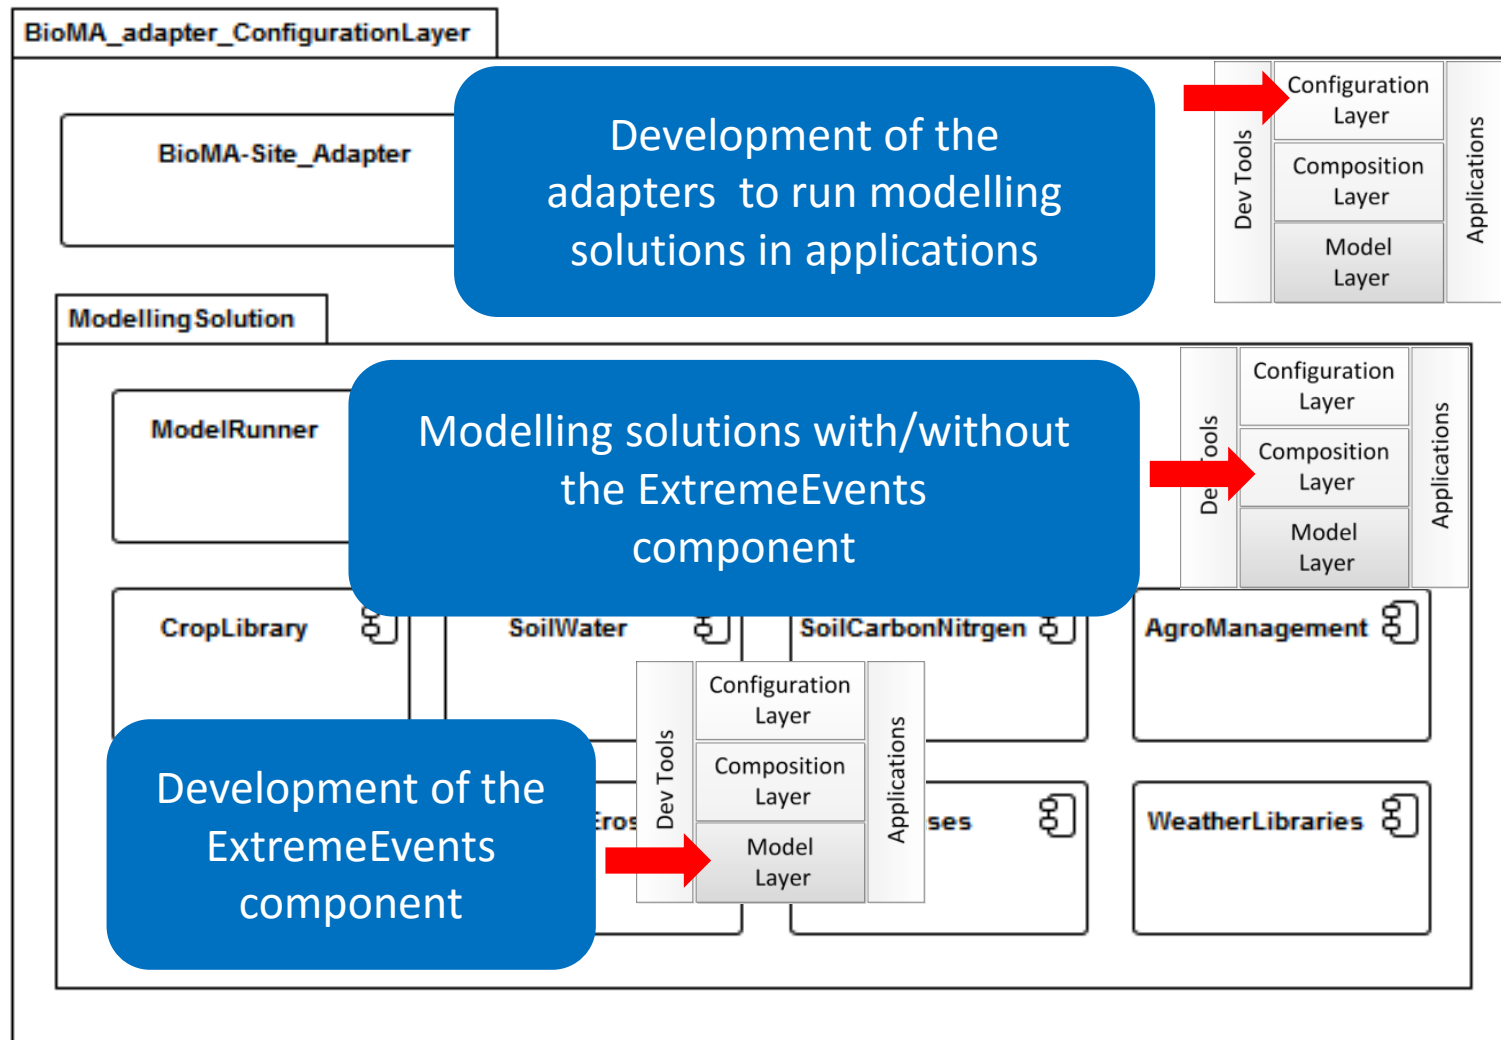 BioMA_adapter_ConfigurationLayer
BioMA-Site_Adapter
Development of the
adapters to run modelling
solutions in applications
Dev Tools
Configuration
Layer
Composition
Layer
Model
Layer
Applications
ModellingSolution
ModelRunner
Modelling solutions with/without
the ExtremeEvents
component
Configuration
Layer
Composition
Layer
Model
Layer
Applications
CropLibrary
SoilWater
SoilCarbonNitrgen
AgroManagement
Dev Tools
Configuration
Layer
Composition
Layer
Model
Layer
Applications
Development of the
ExtremeEvents
component
WeatherLibraries